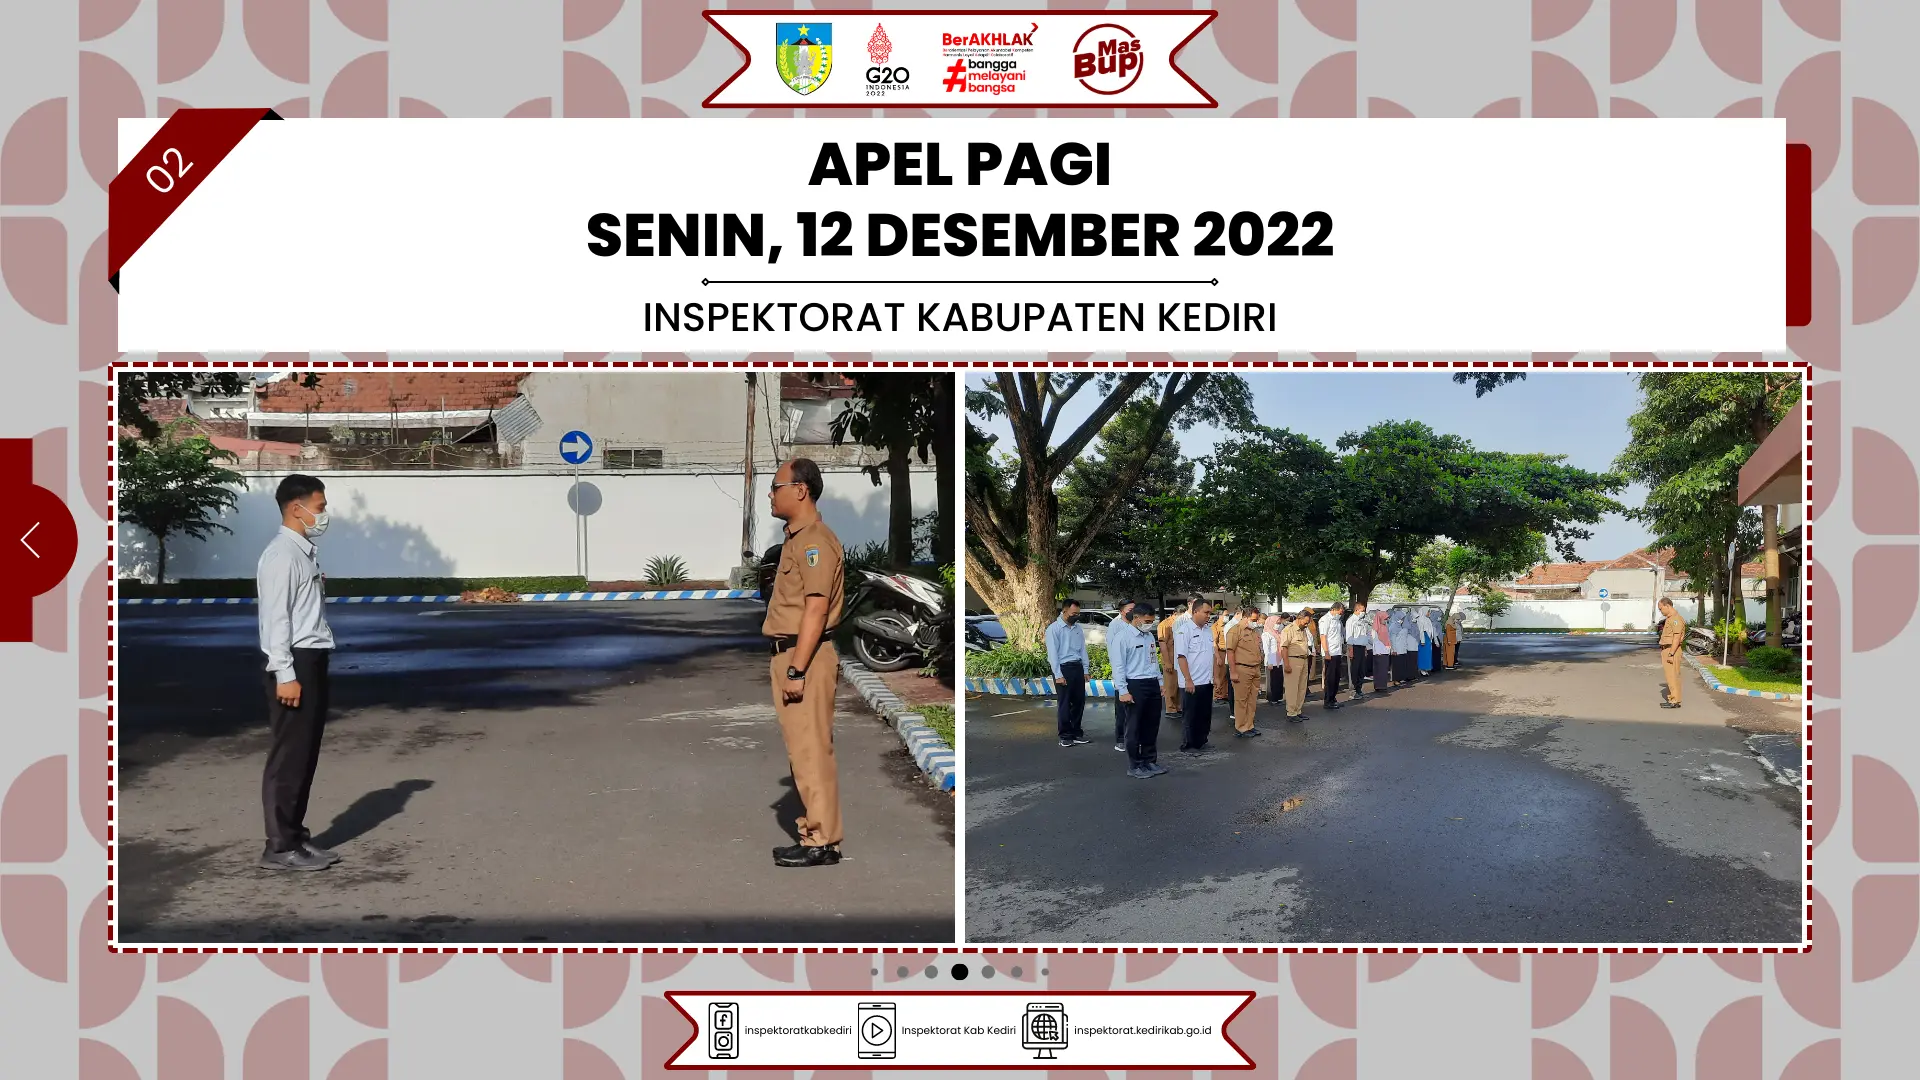 G20
INDONESIA
2022
BerAKHLAK
#bangga
melayani
bangsa
Mas
Bup
02
APEL PAGI
SENIN, 12 DESEMBER 2022
INSPEKTORAT KABUPATEN KEDIRI
inspektoratkabkediri
Inspektorat Kab Kediri
inspektorat.kedirikab.go.id